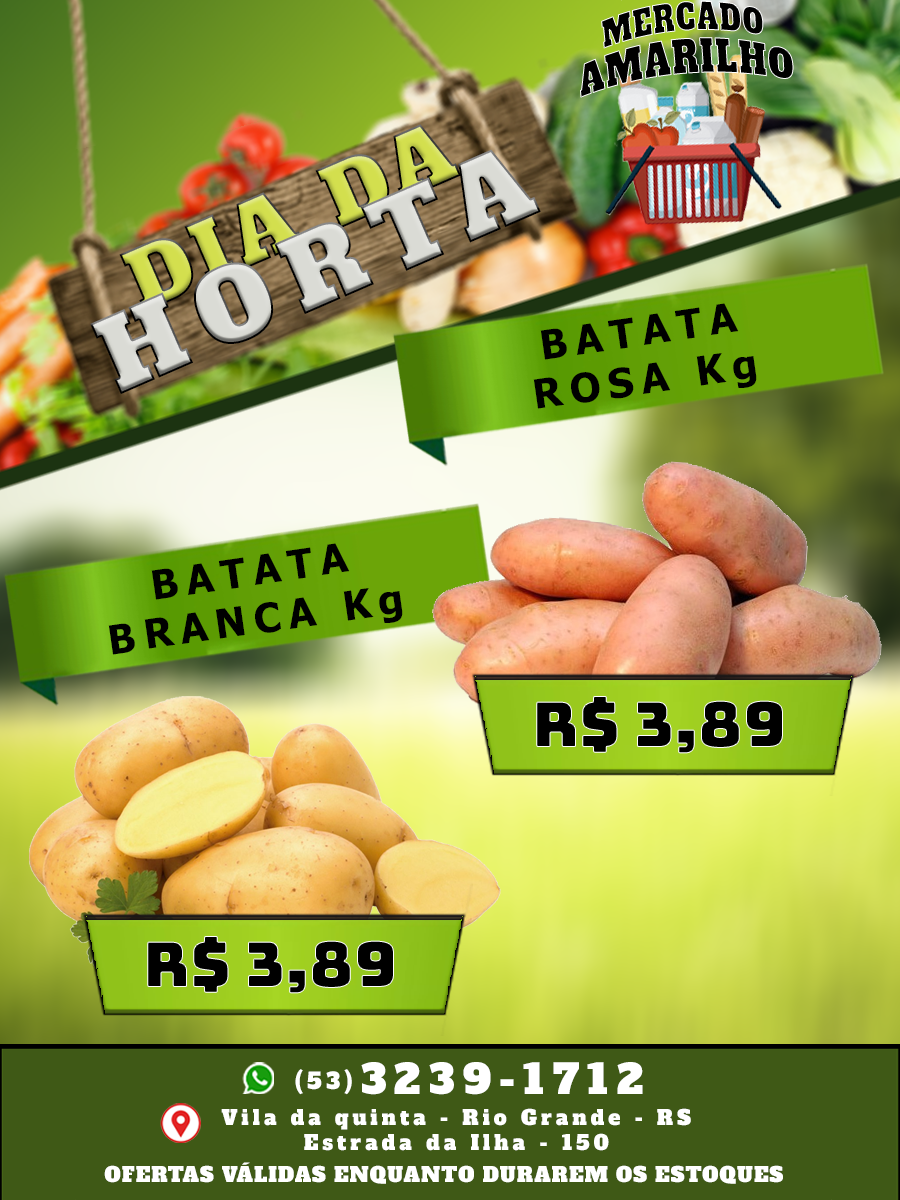 MERCADO
AMARILHO
DIA DA
HORTA
BATATA
ROSA Kg
BATATA
BRANCA Kg
R$ 3,89
R$ 3,89
(53) 3239-1712
Vila da quinta - Rio Grande - RS
Estrada da Ilha - 150
OFERTAS VÁLIDAS ENQUANTO DURAREM OS ESTOQUES